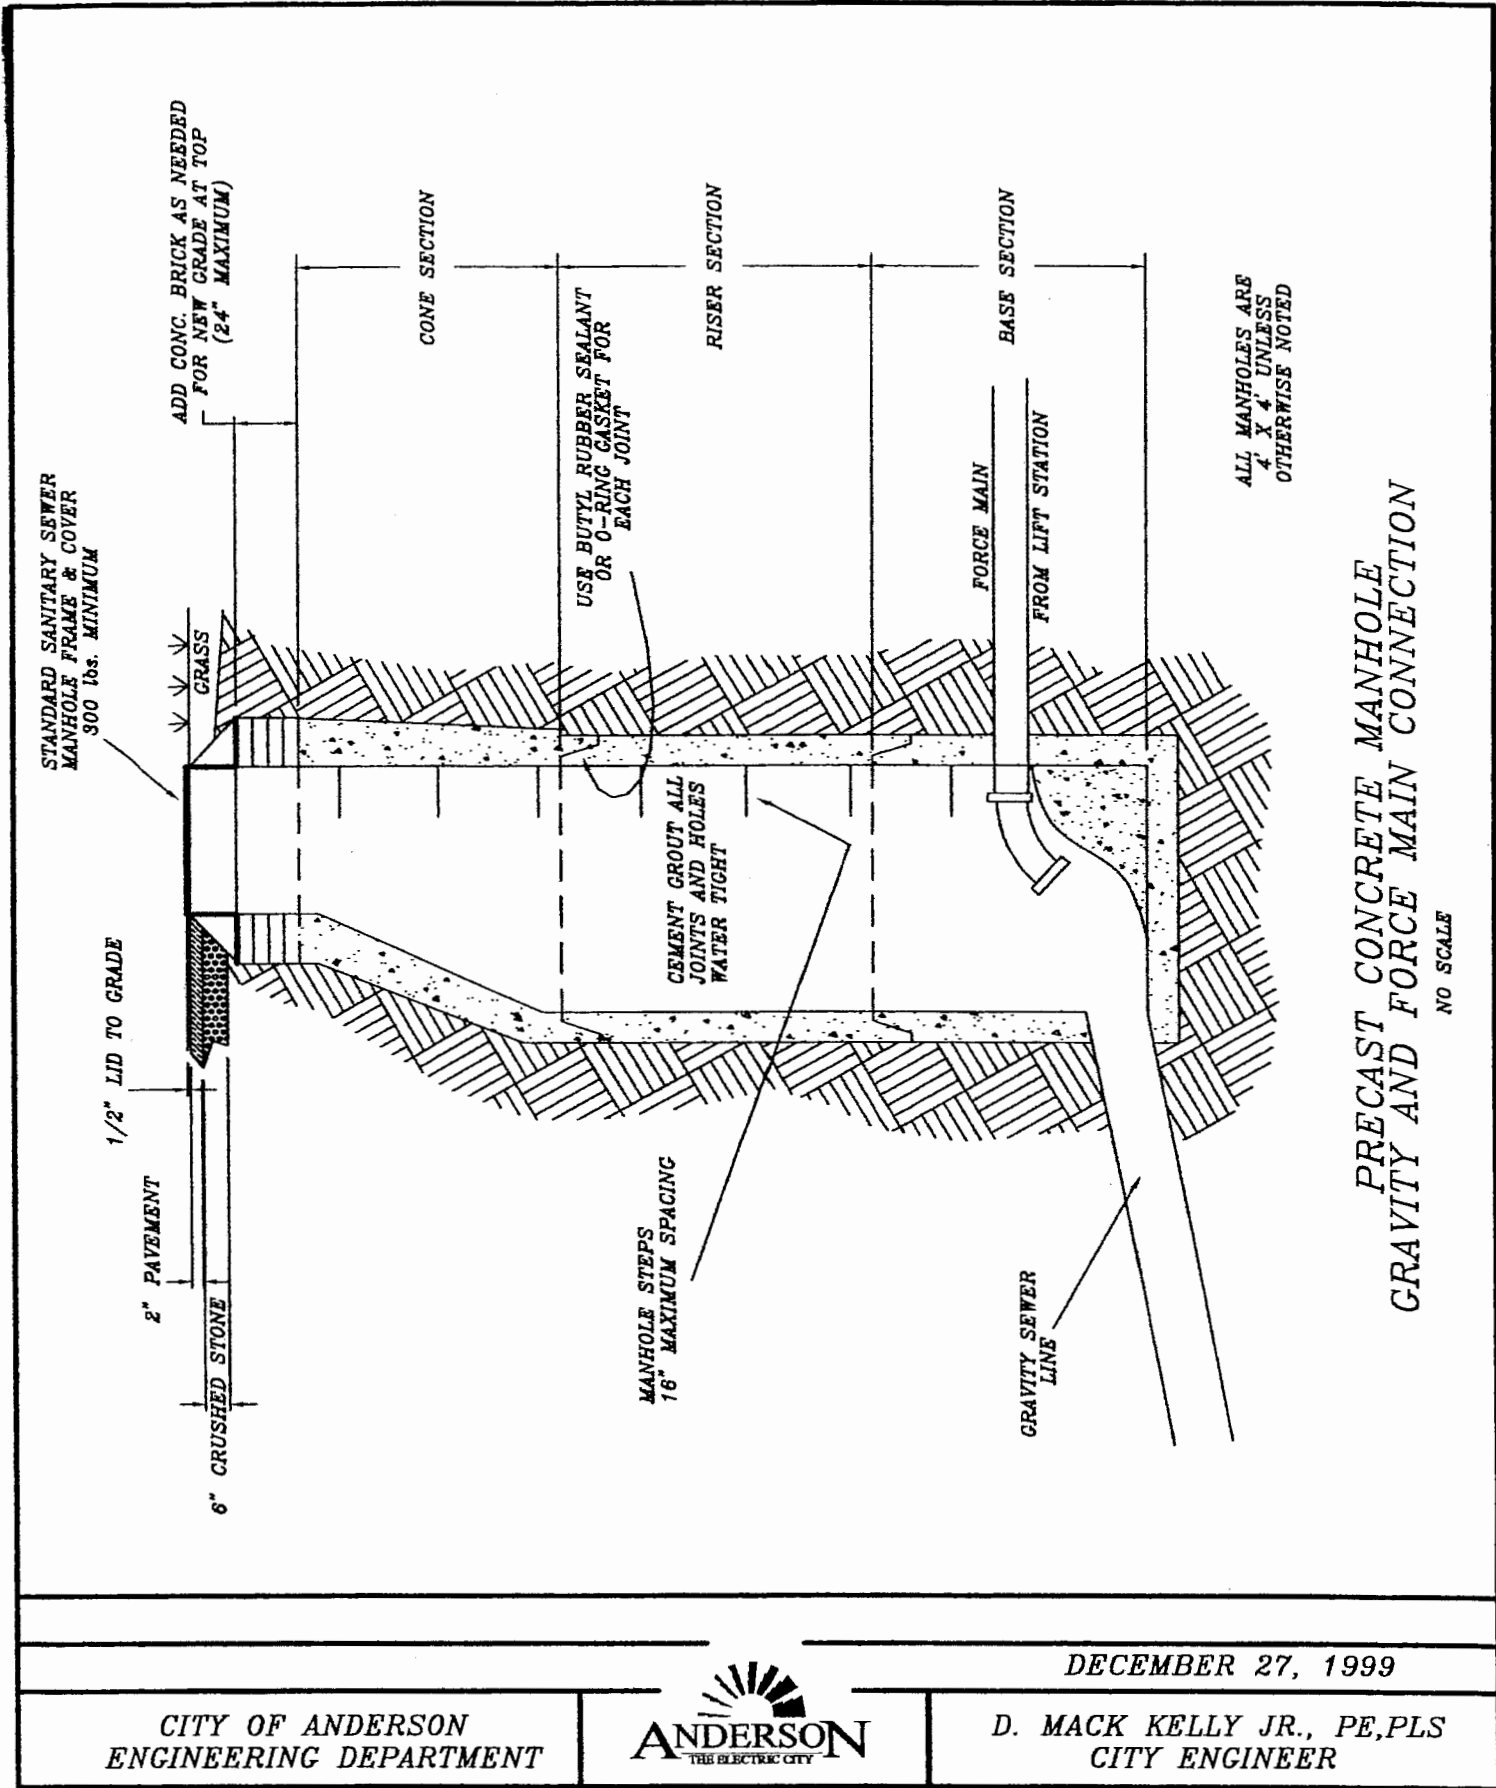 STANDARD SANITARY SEWER
MANHOLE FRAME & COVER
300 lbs. MINIMUM
ADD CONC. BRICK AS NEEDED
FOR NEW GRADE AT TOP
(24" MAXIMUM)
1/2" LID TO GRADE
2" PAVEMENT
6" CRUSHED STONE
GRASS
CONE SECTION
USE BUTYL RUBBER SEALANT
OR O-RING GASKET FOR
EACH JOINT
RISER SECTION
CEMENT GROUT ALL
JOINTS AND HOLES
WATER TIGHT
MANHOLE STEPS
16" MAXIMUM SPACING
BASE SECTION
FORCE MAIN
FROM LIFT STATION
GRAVITY SEWER
LINE
ALL MANHOLES ARE
4' X 4' UNLESS
OTHERWISE NOTED
PRECAST CONCRETE MANHOLE
GRAVITY AND FORCE MAIN CONNECTION
NO SCALE
DECEMBER 27, 1999
CITY OF ANDERSON
ENGINEERING DEPARTMENT
ANDERSON
THE ELECTRIC CITY
D. MACK KELLY JR., PE,PLS
CITY ENGINEER